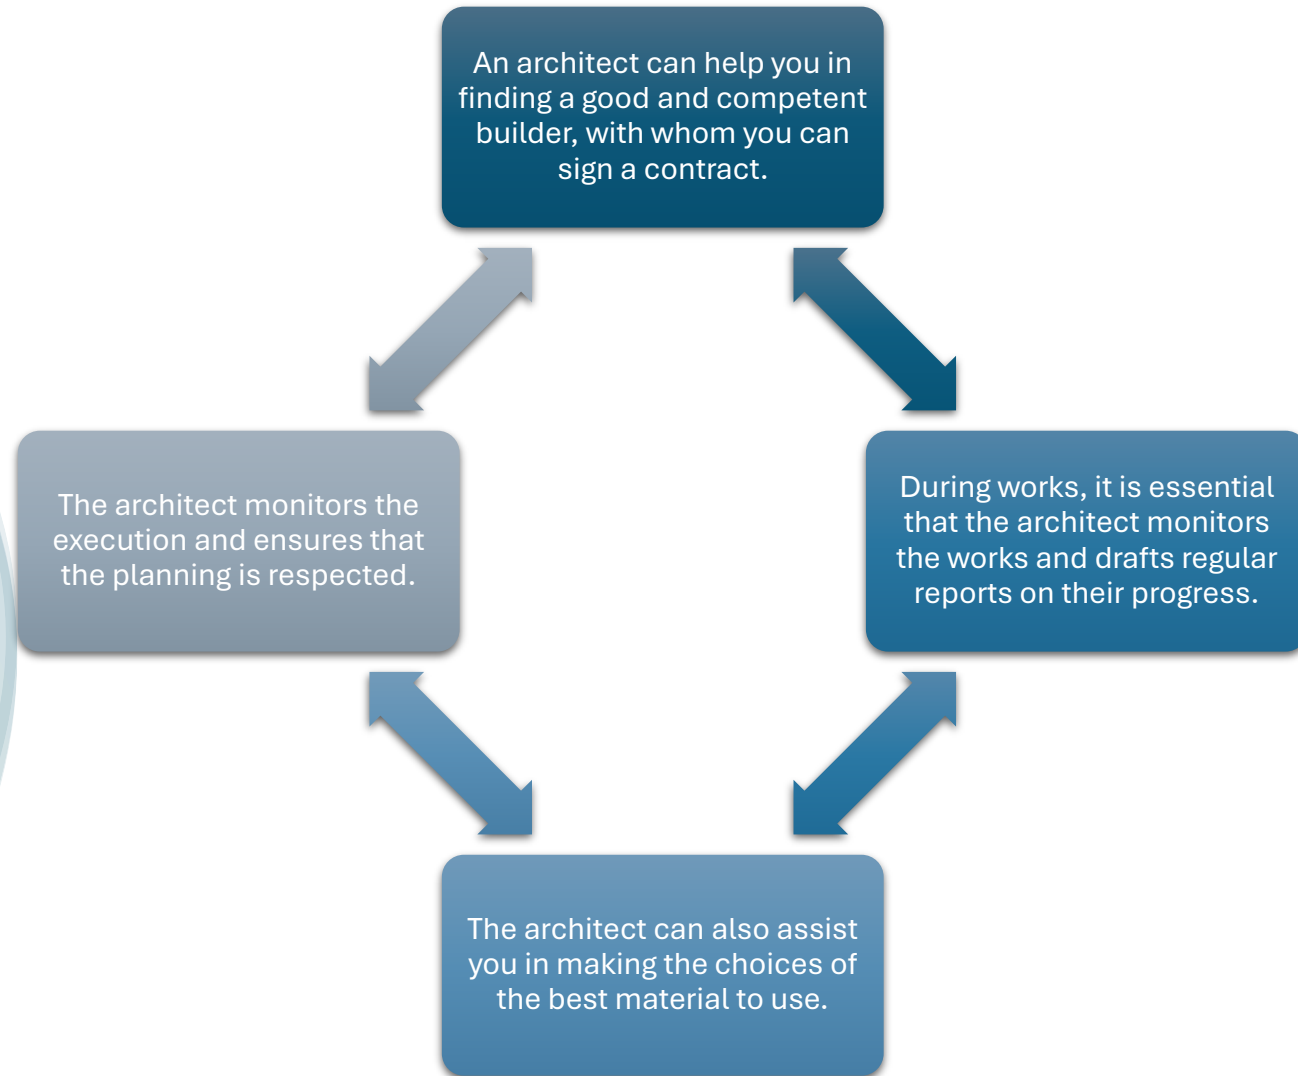 An architect can help you in
finding a good and competent
builder, with whom you can
sign a contract.
During works, it is essential
that the architect monitors
the works and drafts regular
reports on their progress.
The architect can also assist
you in making the choices of
the best material to use.
The architect monitors the
execution and ensures that
the planning is respected.